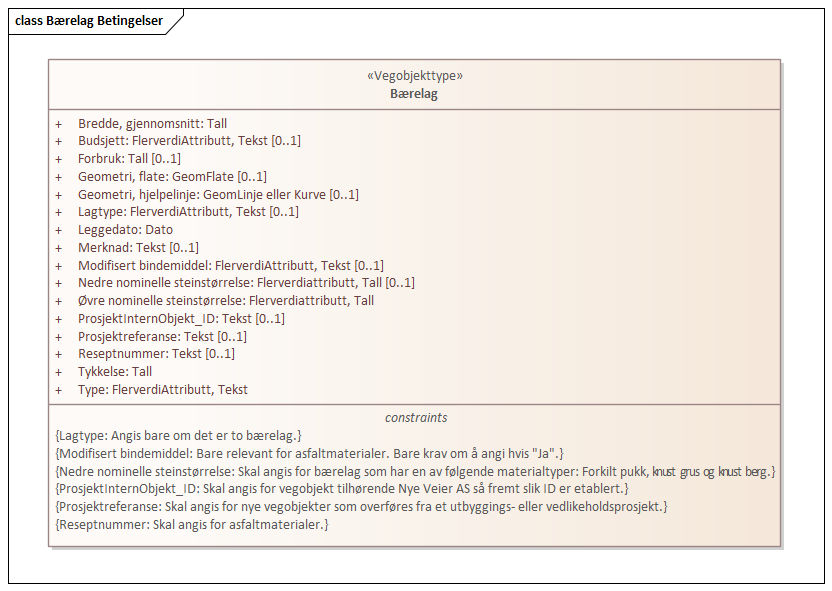 class Bærelag Betingelser
«Vegobjekttype»
Bærelag
+ Bredde, gjennomsnitt: Tall
+ Budsjett: FlerverdiAttributt, Tekst [0..1]
+ Forbruk: Tall [0..1]
+ Geometri, flate: GeomFlate [0..1]
+ Geometri, hjelpelinje: GeomLinje eller Kurve [0..1]
+ Lagtype: FlerverdiAttributt, Tekst [0..1]
+ Leggedato: Dato
+ Merknad: Tekst [0..1]
+ Modifisert bindemiddel: FlerverdiAttributt, Tekst [0..1]
+ Nedre nominelle steinstørrelse: Flerverdiattributt, Tall [0..1]
+ Øvre nominelle steinstørrelse: Flerverdiattributt, Tall
+ ProsjektInternObjekt_ID: Tekst [0..1]
+ Prosjektreferanse: Tekst [0..1]
+ Reseptnummer: Tekst [0..1]
+ Tykkelse: Tall
+ Type: FlerverdiAttributt, Tekst
constraints
{Lagtype: Angis bare om det er to bærelag.}
{Modifisert bindemiddel: Bare relevant for asfaltmaterialer. Bare krav om å angi hvis "Ja".}
{Nedre nominelle steinstørrelse: Skal angis for bærelag som har en av følgende materialtyper: Forkilt pukk, knust grus og knust berg.}
{ProsjektInternObjekt_ID: Skal angis for vegobjekt tilhørende Nye Veier AS så fremt slik ID er etablert.}
{Prosjektreferanse: Skal angis for nye vegobjekter som overføres fra et utbyggings- eller vedlikeholdsprosjekt.}
{Reseptnummer: Skal angis for asfaltmaterialer.}